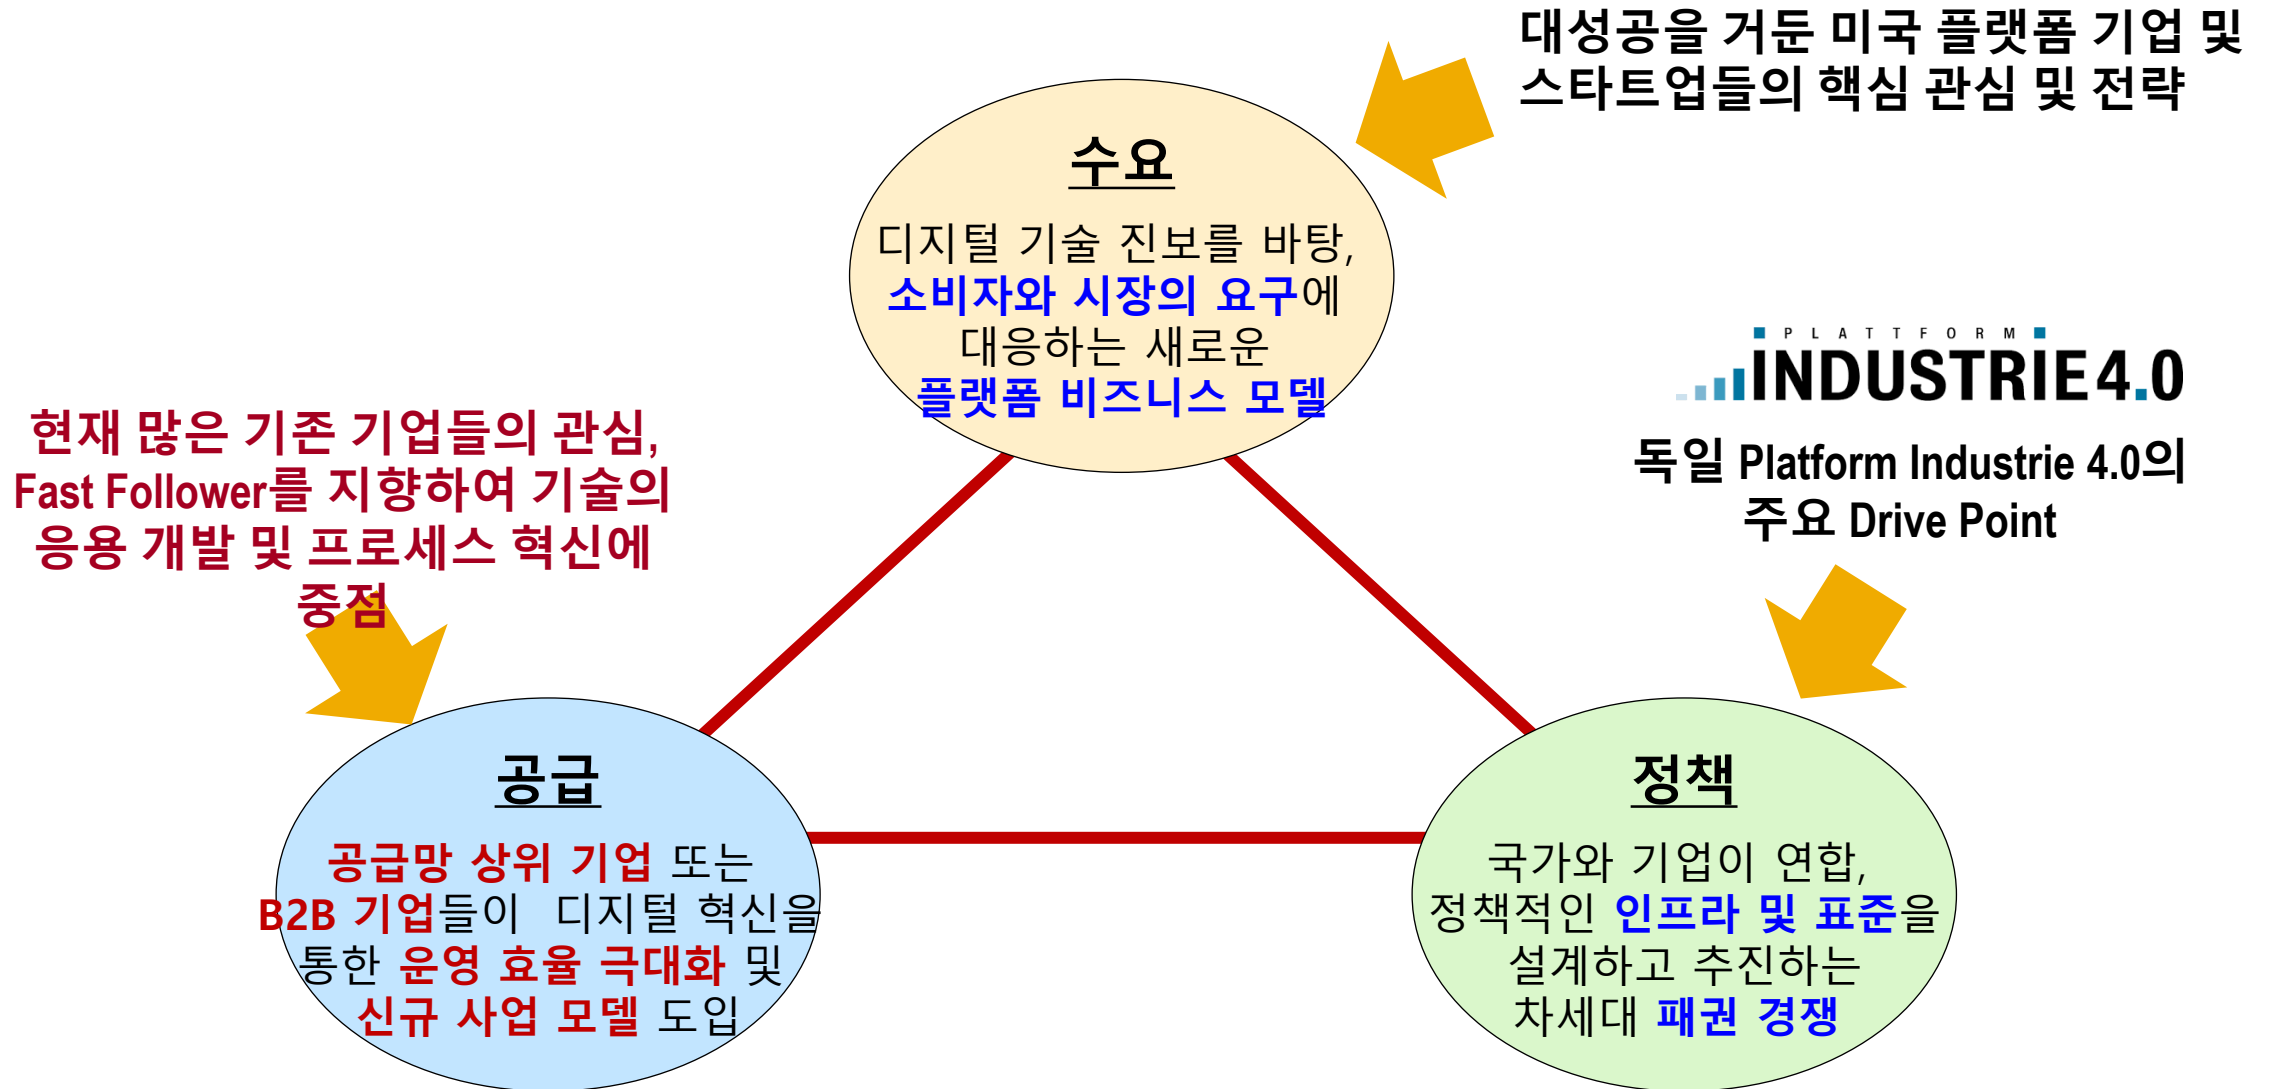 대성공을 거둔 미국 플랫폼 기업 및
스타트업들의 핵심 관심 및 전략
수요
디지털 기술 진보를 바탕,
소비자와 시장의 요구에
대응하는 새로운
플랫폼 비즈니스 모델
PLATTFORM
INDUSTRIE4.0
독일 Platform Industrie 4.0의
주요 Drive Point
현재 많은 기존 기업들의 관심,
Fast Follower를 지향하여 기술의
응용 개발 및 프로세스 혁신에
중점
공급
공급망 상위 기업 또는
B2B 기업들이 디지털 혁신을
통한 운영 효율 극대화 및
신규 사업 모델 도입
정책
국가와 기업이 연합,
정책적인 인프라 및 표준을
설계하고 추진하는
차세대 패권 경쟁